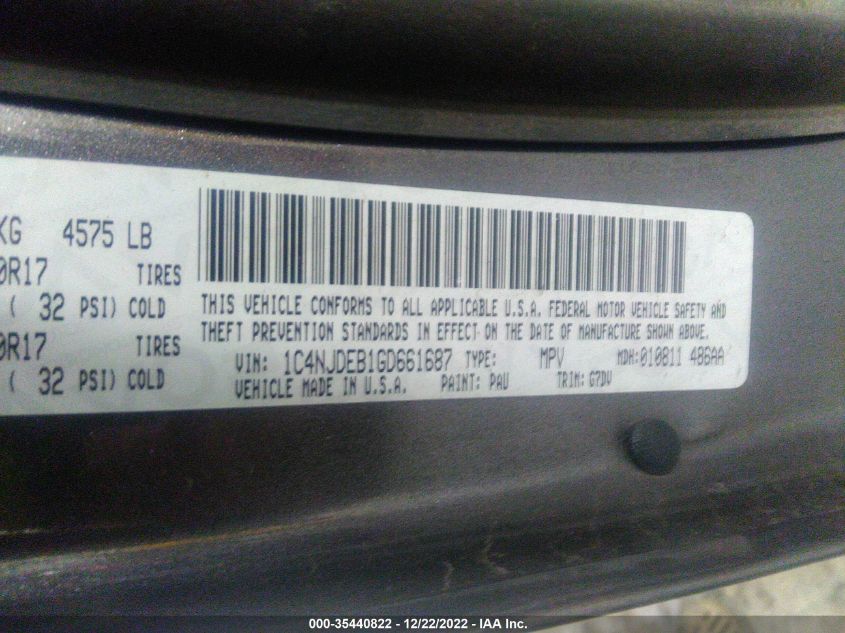 KG 4575 LB
0R17 TIRES
( 32 PSI) COLD
0R17 TIRES
( 32 PSI) COLD
THIS VEHICLE CONFORMS TO ALL APPLICABLE U.S.A. FEDERAL MOTOR VEHICLE SAFETY AND
THEFT PREVENTION STANDARDS IN EFFECT ON THE DATE OF MANUFACTURE SHOWN ABOVE.
VIN: 1C4NJDEB1GD661687 TYPE: MPV MDH:010811 486AA
VEHICLE MADE IN U.S.A. PAINT: PAU TRIM: G7DV
000-35440822 - 12/22/2022 - IAA Inc.